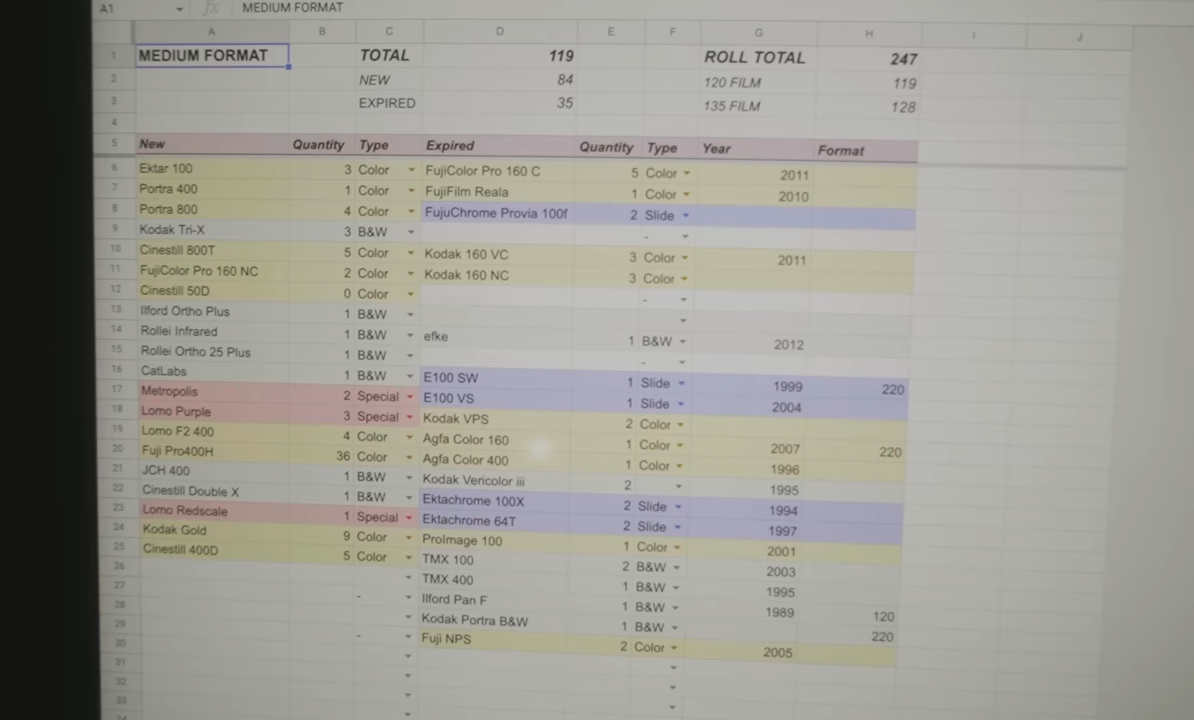 A1 fx MEDIUM FORMAT
A B C D E F G H I J
1 MEDIUM FORMAT TOTAL 119 ROLL TOTAL 247
2 NEW 84 120 FILM 119
3 EXPIRED 35 135 FILM 128
4
5 New Quantity Type Expired Quantity Type Year Format
6 Ektar 100 3 Color FujiColor Pro 160 C 5 Color 2011
7 Portra 400 1 Color FujiFilm Reala 1 Color 2010
8 Portra 800 4 Color FujuChrome Provia 100f 2 Slide
9 Kodak Tri-X 3 B&W -
10 Cinestill 800T 5 Color Kodak 160 VC 3 Color 2011
11 FujiColor Pro 160 NC 2 Color Kodak 160 NC 3 Color
12 Cinestill 50D 0 Color -
13 Ilford Ortho Plus 1 B&W
14 Rollei Infrared 1 B&W efke 1 B&W 2012
15 Rollei Ortho 25 Plus 1 B&W -
16 CatLabs 1 B&W E100 SW 1 Slide 1999 220
17 Metropolis 2 Special E100 VS 1 Slide 2004
18 Lomo Purple 3 Special Kodak VPS 2 Color
19 Lomo F2 400 4 Color Agfa Color 160 1 Color 2007 220
20 Fuji Pro400H 36 Color Agfa Color 400 1 Color 1996
21 JCH 400 1 B&W Kodak Vericolor iii 2 1995
22 Cinestill Double X 1 B&W Ektachrome 100X 2 Slide 1994
23 Lomo Redscale 1 Special Ektachrome 64T 2 Slide 1997
24 Kodak Gold 9 Color ProImage 100 1 Color 2001
25 Cinestill 400D 5 Color TMX 100 2 B&W 2003
26 TMX 400 1 B&W 1995
27 - Ilford Pan F 1 B&W 1989 120
28 Kodak Portra B&W 1 B&W 220
29 - Fuji NPS 2 Color 2005
30
31
32
33